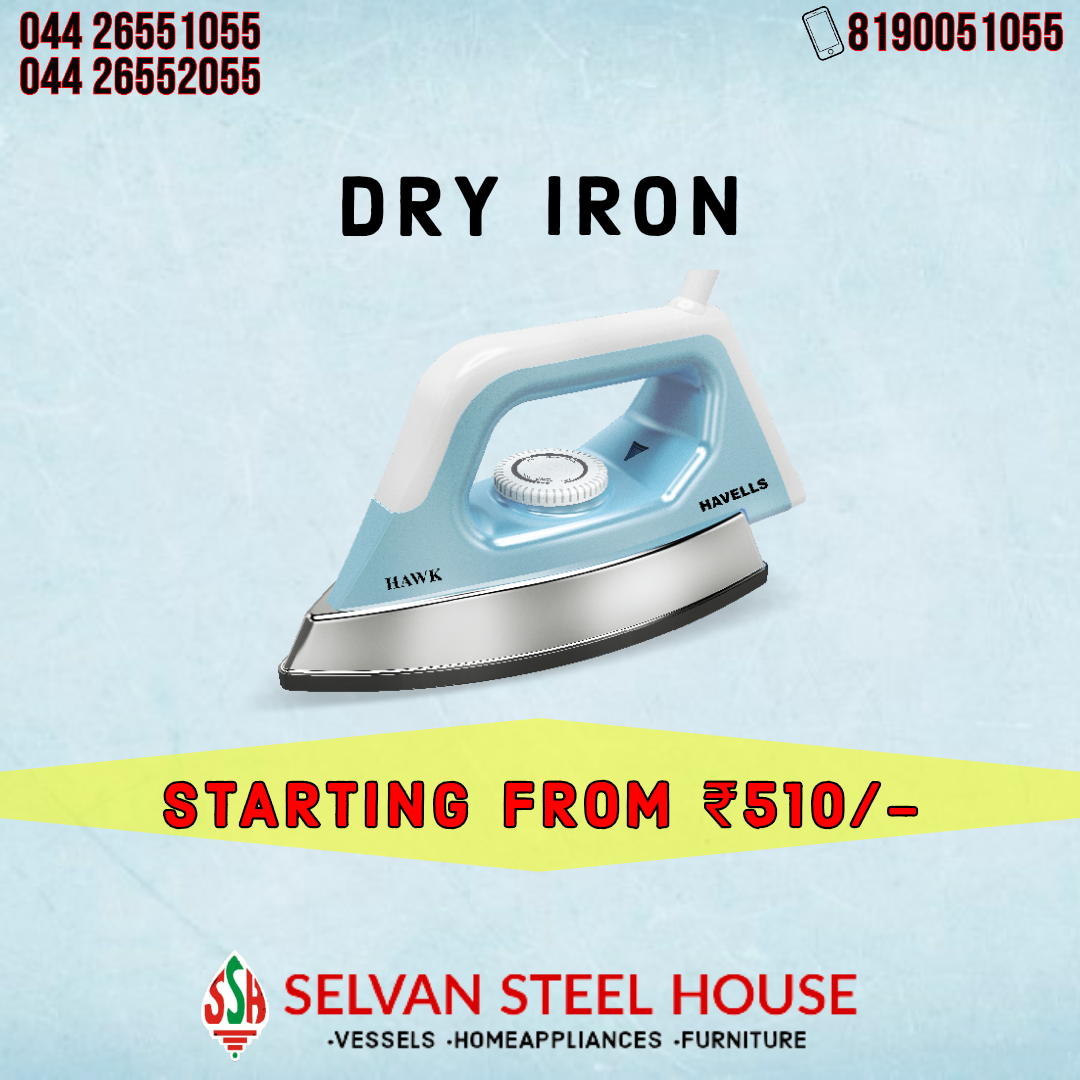 044 26551055
044 26552055
8190051055
DRY IRON
HAVELLS
HAWK
STARTING FROM ₹510/-
SSH
SELVAN STEEL HOUSE
·VESSELS ·HOMEAPPLIANCES ·FURNITURE